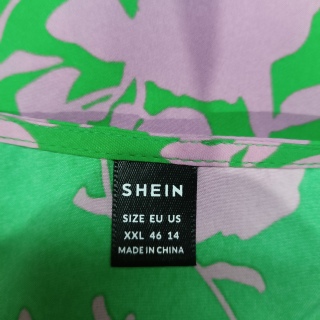 SHEIN
SIZE EU US
XXL 46 14
MADE IN CHINA